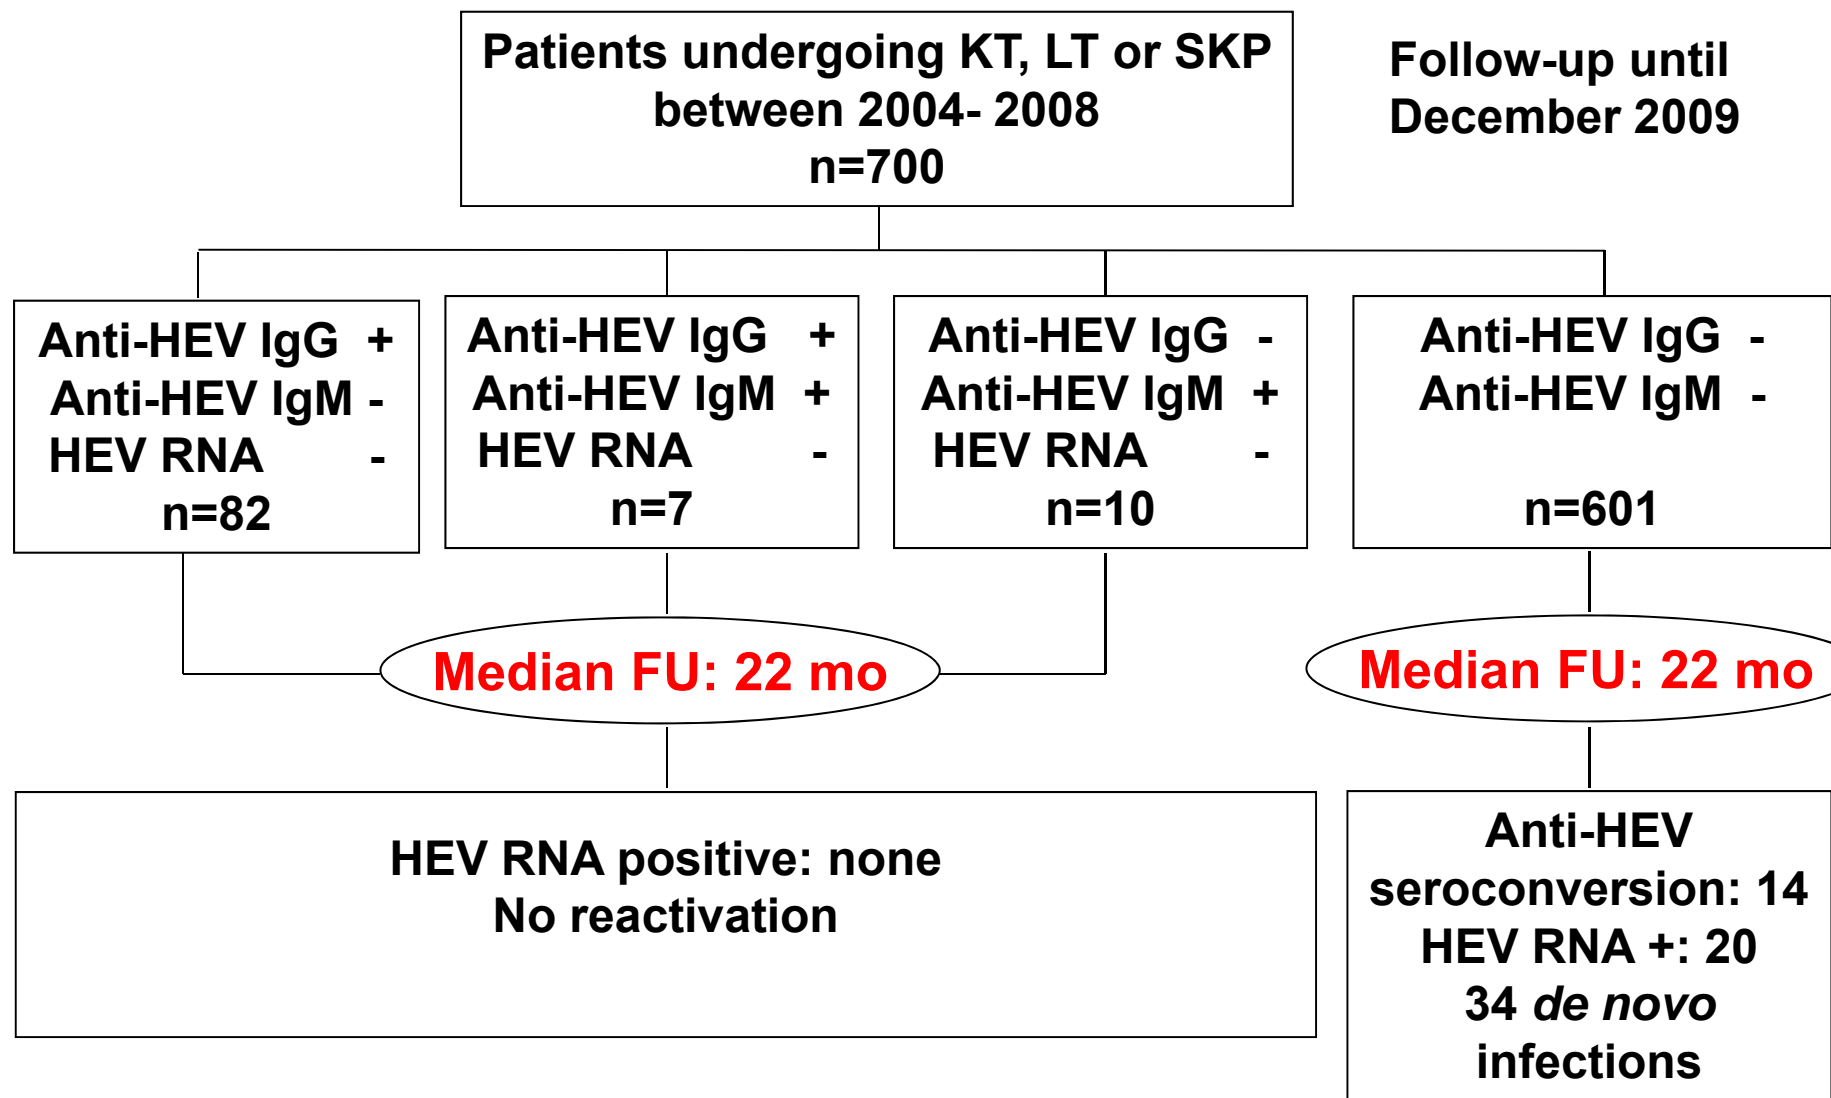 Patients undergoing KT, LT or SKP
between 2004- 2008
n=700
Follow-up until
December 2009
Anti-HEV IgG +
Anti-HEV IgM -
HEV RNA -
n=82
Anti-HEV IgG +
Anti-HEV IgM +
HEV RNA -
n=7
Anti-HEV IgG -
Anti-HEV IgM +
HEV RNA -
n=10
Anti-HEV IgG -
Anti-HEV IgM -
n=601
Median FU: 22 mo
Median FU: 22 mo
HEV RNA positive: none
No reactivation
Anti-HEV
seroconversion: 14
HEV RNA +: 20
34 de novo
infections